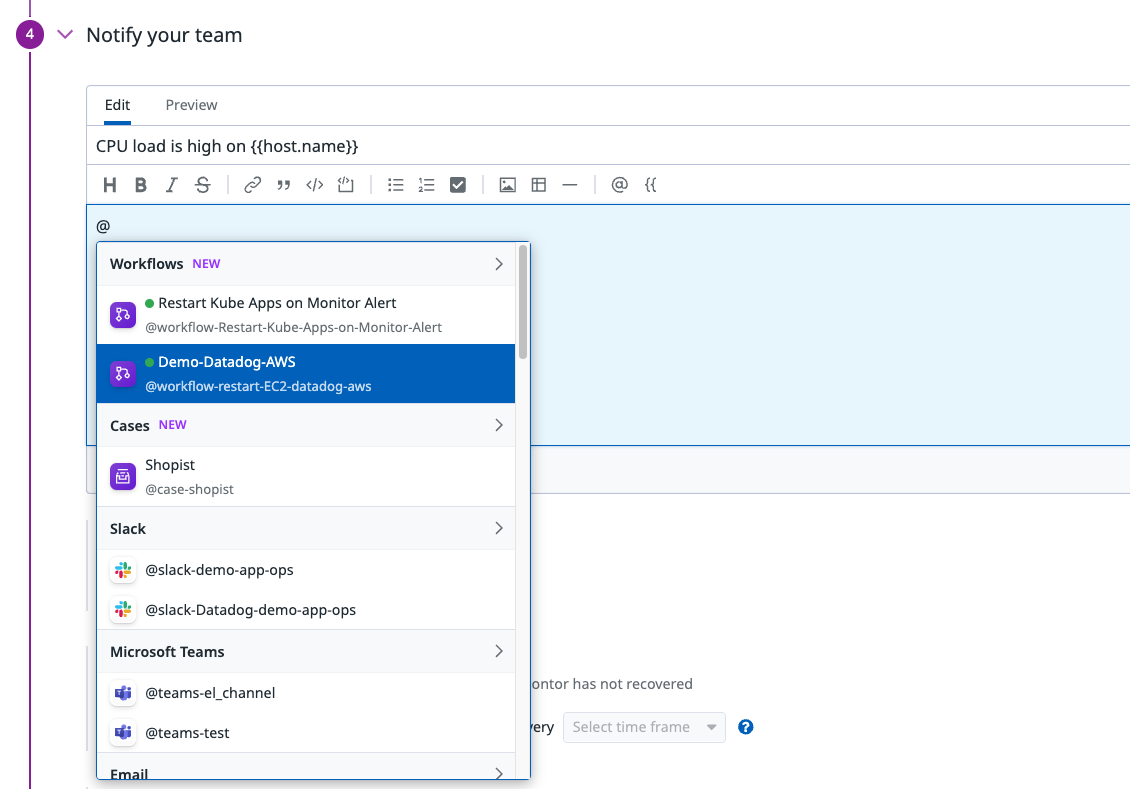 4
Notify your team
Edit Preview
CPU load is high on {{host.name}}
H B I S @ {{
@
Workflows NEW
Restart Kube Apps on Monitor Alert
@workflow-Restart-Kube-Apps-on-Monitor-Alert
Demo-Datadog-AWS
@workflow-restart-EC2-datadog-aws
Cases NEW
Shopist
@case-shopist
Slack
@slack-demo-app-ops
@slack-Datadog-demo-app-ops
Microsoft Teams
@teams-el_channel
ontor has not recovered
@teams-test
very Select time frame ?
Email